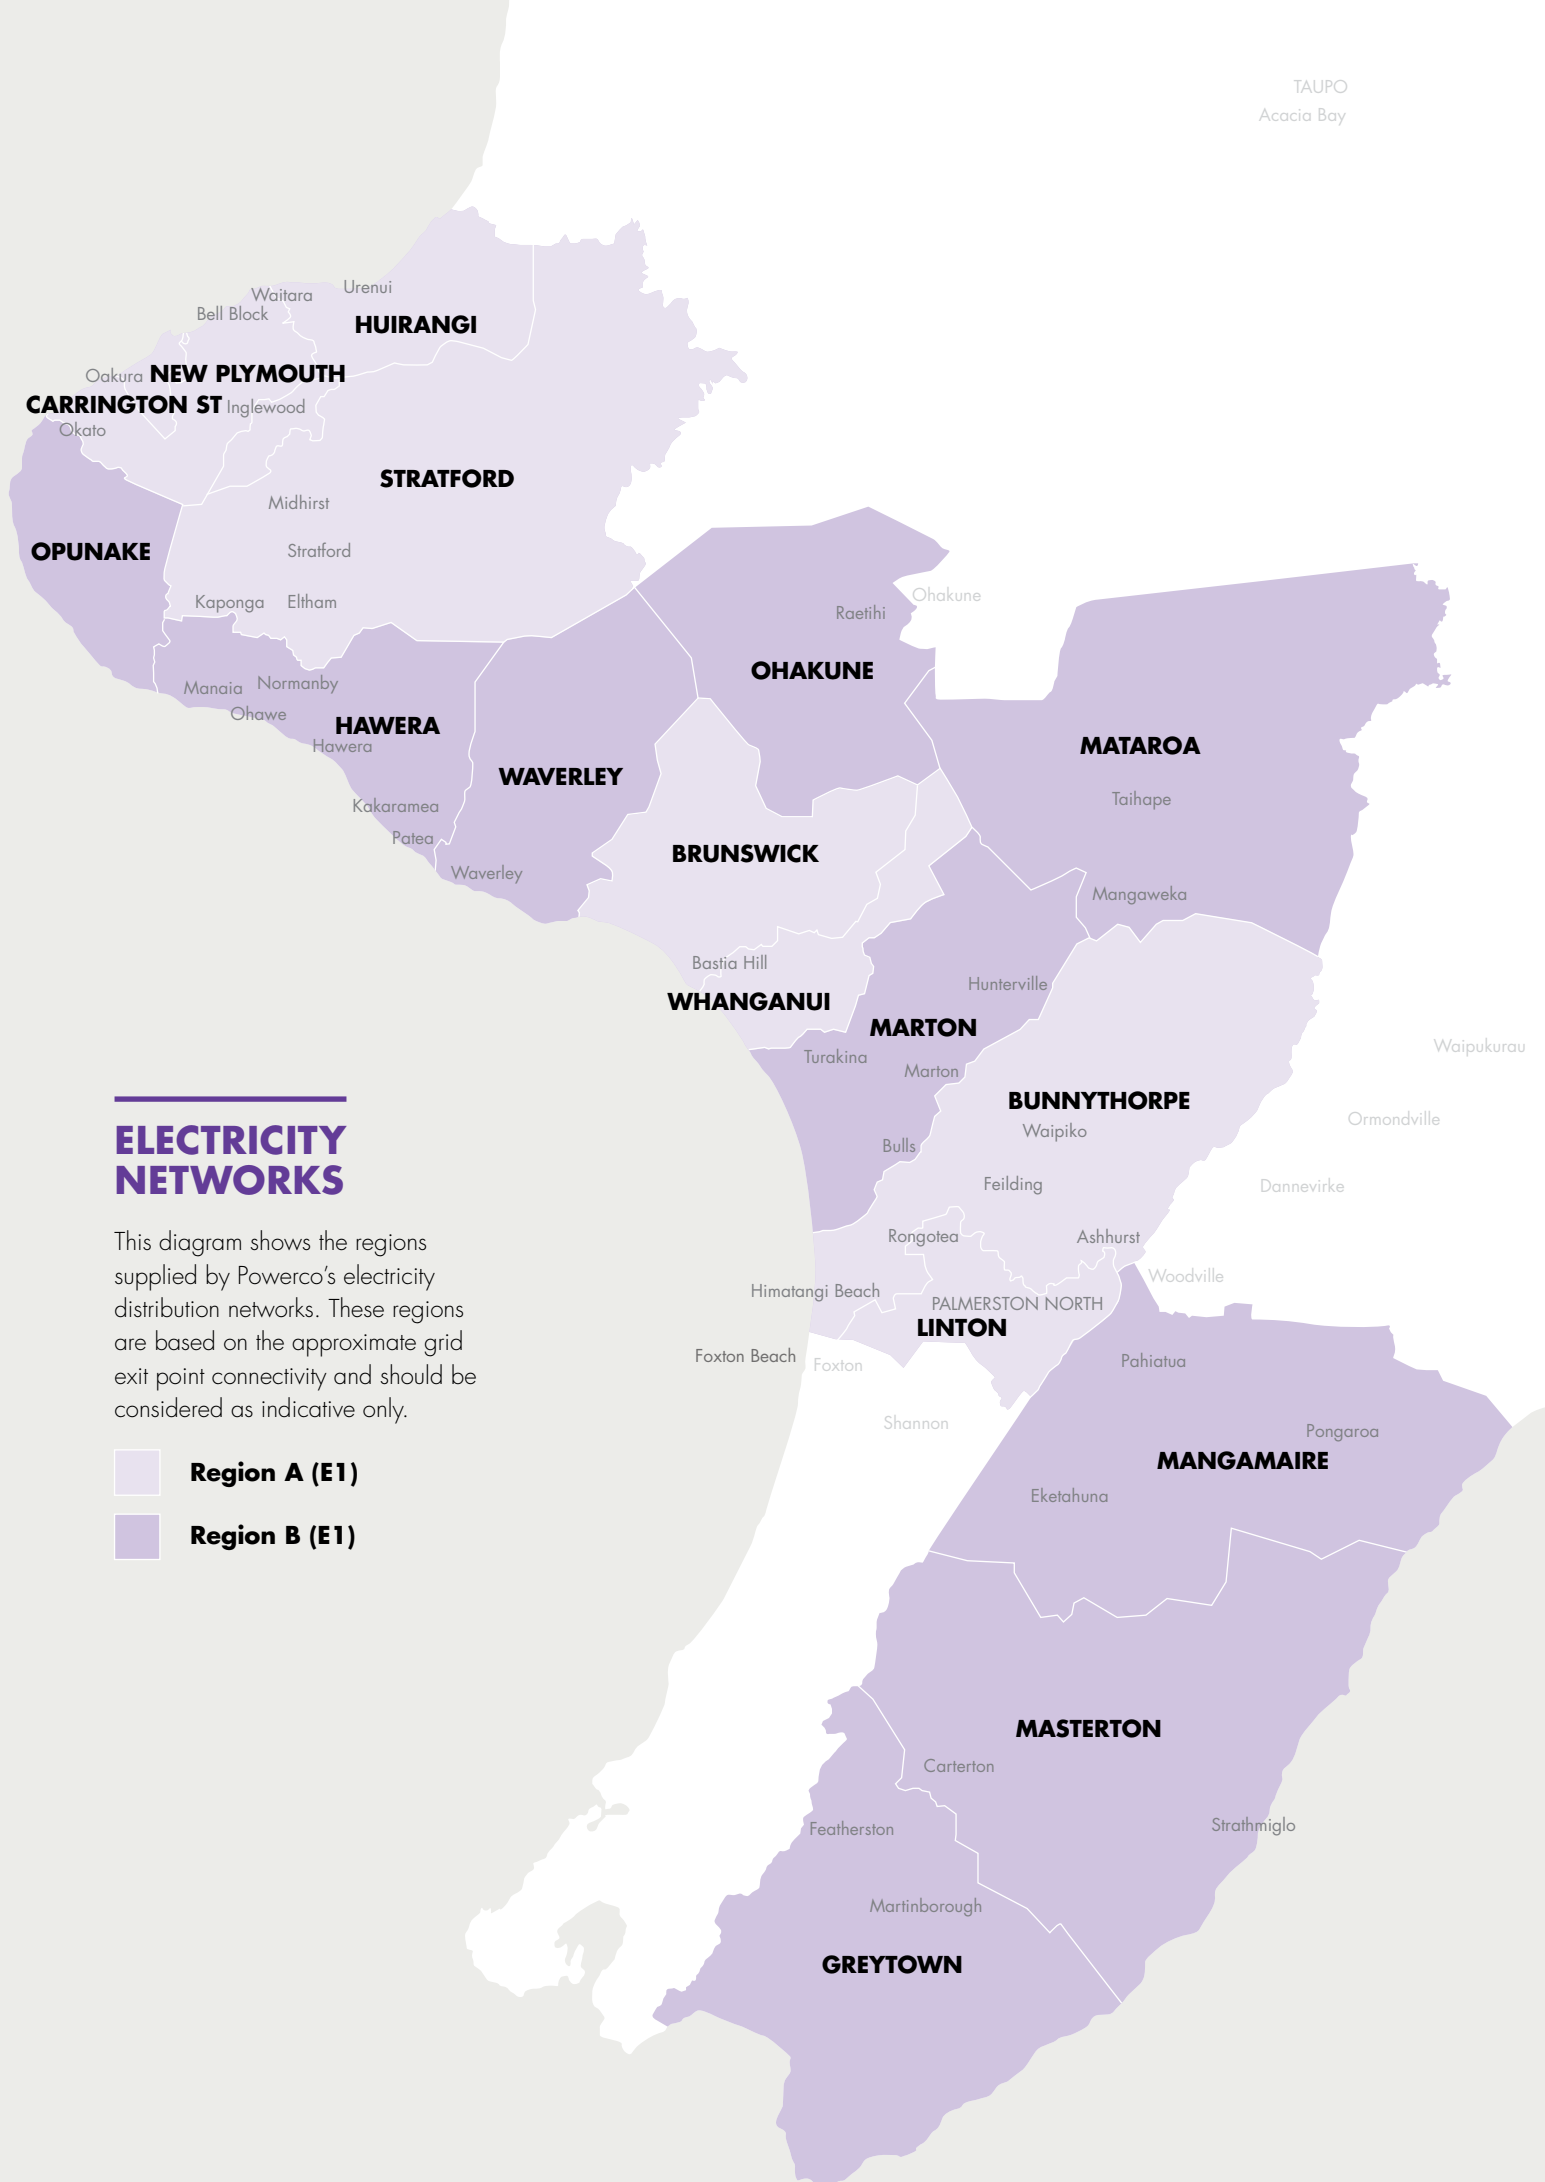 TAUPO
Acacia Bay
Urenui
Waitara
Bell Block
HUIRANGI
Oakura
NEW PLYMOUTH
CARRINGTON ST
Inglewood
Okato
STRATFORD
Midhirst
OPUNAKE
Stratford
Kaponga
Eltham
Ohakune
Raetihi
OHAKUNE
Manaia
Normanby
Ohawe
HAWERA
Hawera
MATAROA
WAVERLEY
Taihape
Kakaramea
Patea
BRUNSWICK
Waverley
Mangaweka
Bastia Hill
Hunterville
WHANGANUI
MARTON
Turakina
Marton
Waipukurau
BUNNYTHORPE
Waipiko
Ormondville
Bulls
Feilding
Dannevirke
Rongotea
Ashhurst
Woodville
Himatangi Beach
PALMERSTON NORTH
LINTON
Foxton Beach
Foxton
Pahiatua
Shannon
Pongaroa
MANGAMAIRE
Eketahuna
MASTERTON
Carterton
Strathmiglo
Featherston
Martinborough
GREYTOWN
ELECTRICITY
NETWORKS
This diagram shows the regions
supplied by Powerco’s electricity
distribution networks. These regions
are based on the approximate grid
exit point connectivity and should be
considered as indicative only.
Region A (E1)
Region B (E1)